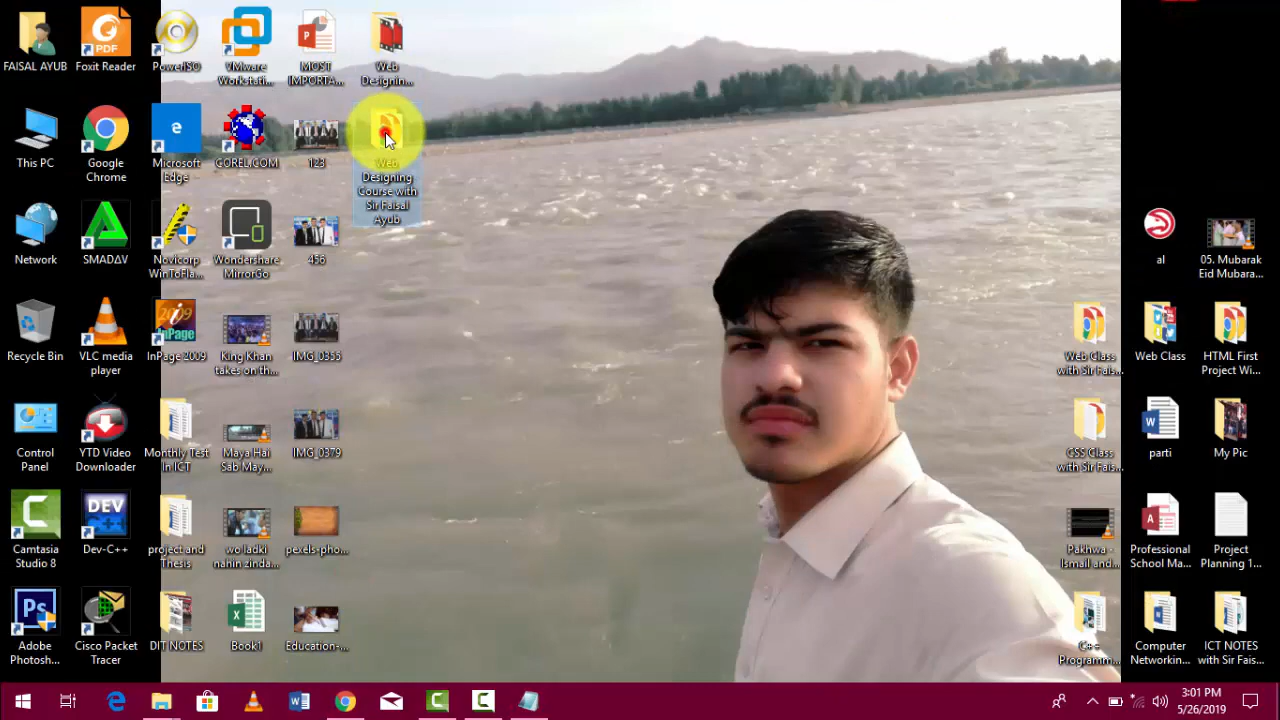 FAISAL AYUB
Foxit Reader
PowerISO
VMware
Workstati...
MOST
IMPORTA...
Web
Designin...
This PC
Google
Chrome
Microsoft
Edge
COREL.COM
123
Web
Designing
Course with
Sir Faisal
Ayub
Network
SMADΔV
Novicorp
WinToFla...
Wondershare
MirrorGo
456
al
05. Mubarak
Eid Mubara...
Recycle Bin
VLC media
player
InPage 2009
King Khan
takes on th...
IMG_0355
Web Class
with Sir Fais...
Web Class
HTML First
Project Wi...
Control
Panel
YTD Video
Downloader
Monthly Test
in ICT
Maya Hai
Sab May...
IMG_0379
CSS Class
with Sir Fais...
parti
My Pic
Camtasia
Studio 8
DEV
C++
Dev-C++
project and
Thesis
wo ladki
nahin zinda...
pexels-pho...
Pakhwa -
Ismail and...
Professional
School Ma...
Project
Planning 1...
Adobe
Photosh...
Cisco Packet
Tracer
DIT NOTES
Book1
Education-...
C++
Programm...
Computer
Networkin...
ICT NOTES
with Sir Fais...
3:01 PM
5/26/2019